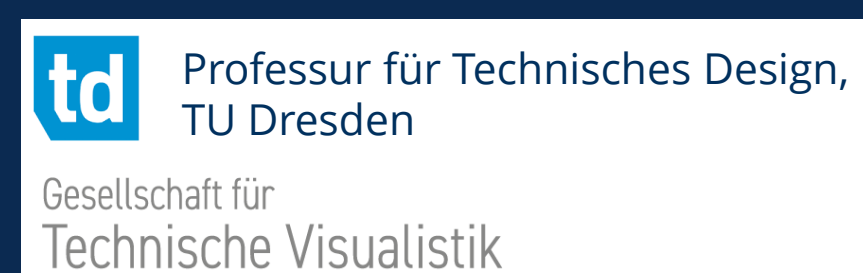 td
Professur für Technisches Design,
TU Dresden
Gesellschaft für
Technische Visualistik